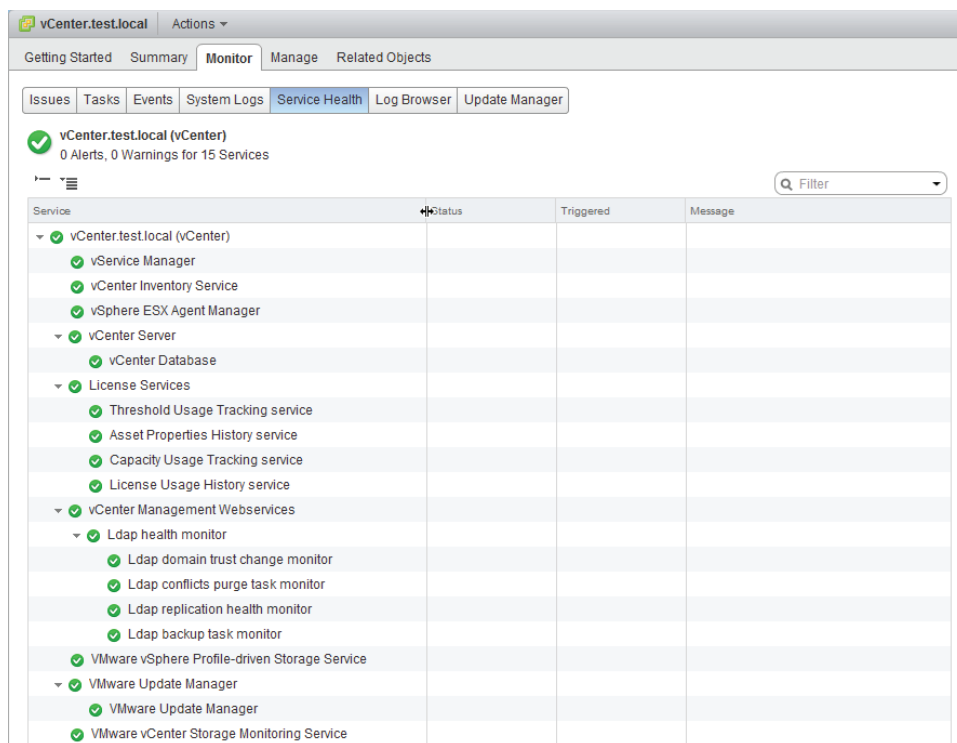 vCenter.test.local Actions
Getting Started Summary Monitor Manage Related Objects
Issues Tasks Events System Logs Service Health Log Browser Update Manager
vCenter.test.local (vCenter)
0 Alerts, 0 Warnings for 15 Services
Filter
Service Status Triggered Message
vCenter.test.local (vCenter)
vService Manager
vCenter Inventory Service
vSphere ESX Agent Manager
vCenter Server
vCenter Database
License Services
Threshold Usage Tracking service
Asset Properties History service
Capacity Usage Tracking service
License Usage History service
vCenter Management Webservices
Ldap health monitor
Ldap domain trust change monitor
Ldap conflicts purge task monitor
Ldap replication health monitor
Ldap backup task monitor
VMware vSphere Profile-driven Storage Service
VMware Update Manager
VMware Update Manager
VMware vCenter Storage Monitoring Service